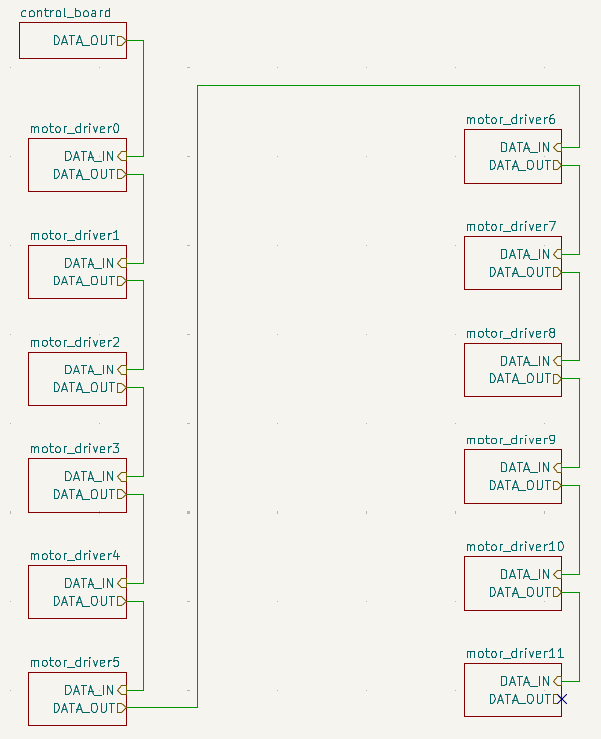 control_board
DATA_OUT
motor_driver0
DATA_IN
DATA_OUT
motor_driver1
DATA_IN
DATA_OUT
motor_driver2
DATA_IN
DATA_OUT
motor_driver3
DATA_IN
DATA_OUT
motor_driver4
DATA_IN
DATA_OUT
motor_driver5
DATA_IN
DATA_OUT
motor_driver6
DATA_IN
DATA_OUT
motor_driver7
DATA_IN
DATA_OUT
motor_driver8
DATA_IN
DATA_OUT
motor_driver9
DATA_IN
DATA_OUT
motor_driver10
DATA_IN
DATA_OUT
motor_driver11
DATA_IN
DATA_OUT